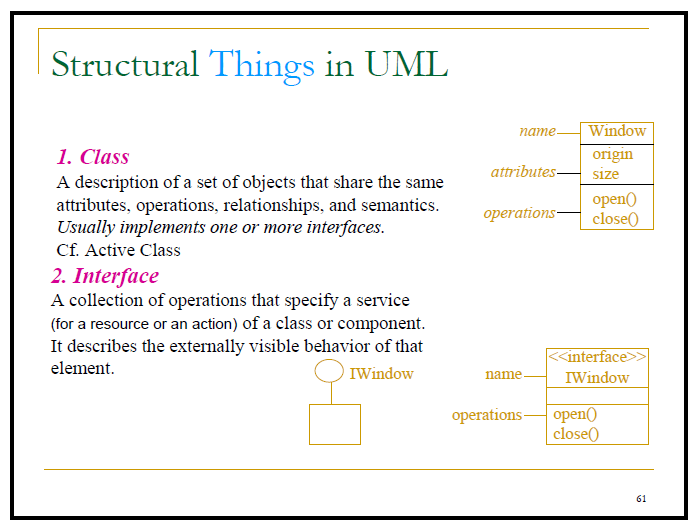 Structural Things in UML
name
Window
1. Class
origin
attributes
size
A description of a set of objects that share the same
attributes, operations, relationships, and semantics.
operations
open()
close()
Usually implements one or more interfaces.
Cf. Active Class
2. Interface
A collection of operations that specify a service
(for a resource or an action) of a class or component.
It describes the externally visible behavior of that
element.
IWindow
<<interface>>
name
IWindow
operations
open()
close()
61